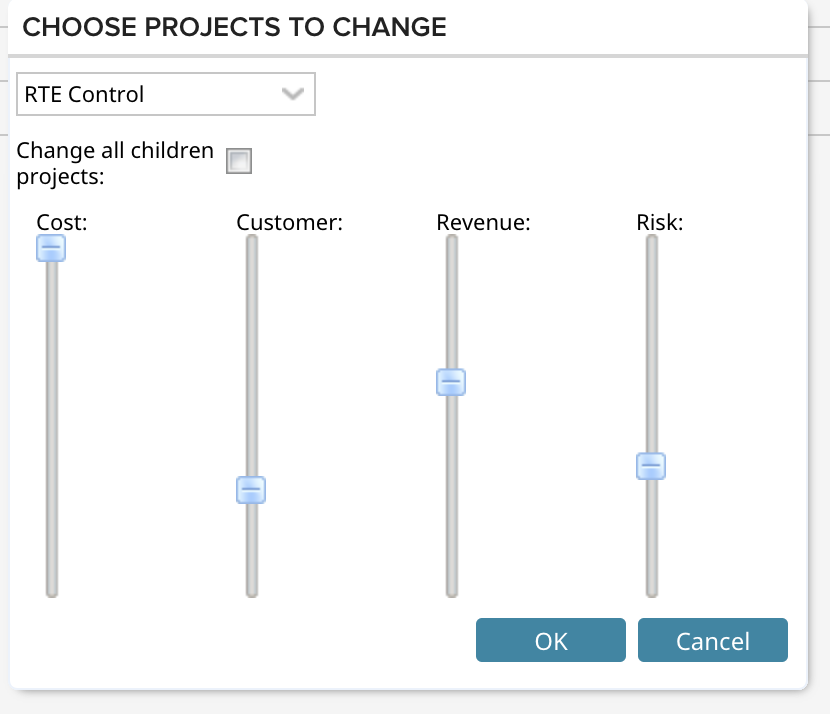 CHOOSE PROJECTS TO CHANGE
RTE Control
Change all children
projects:
Cost: Customer: Revenue: Risk:
OK Cancel